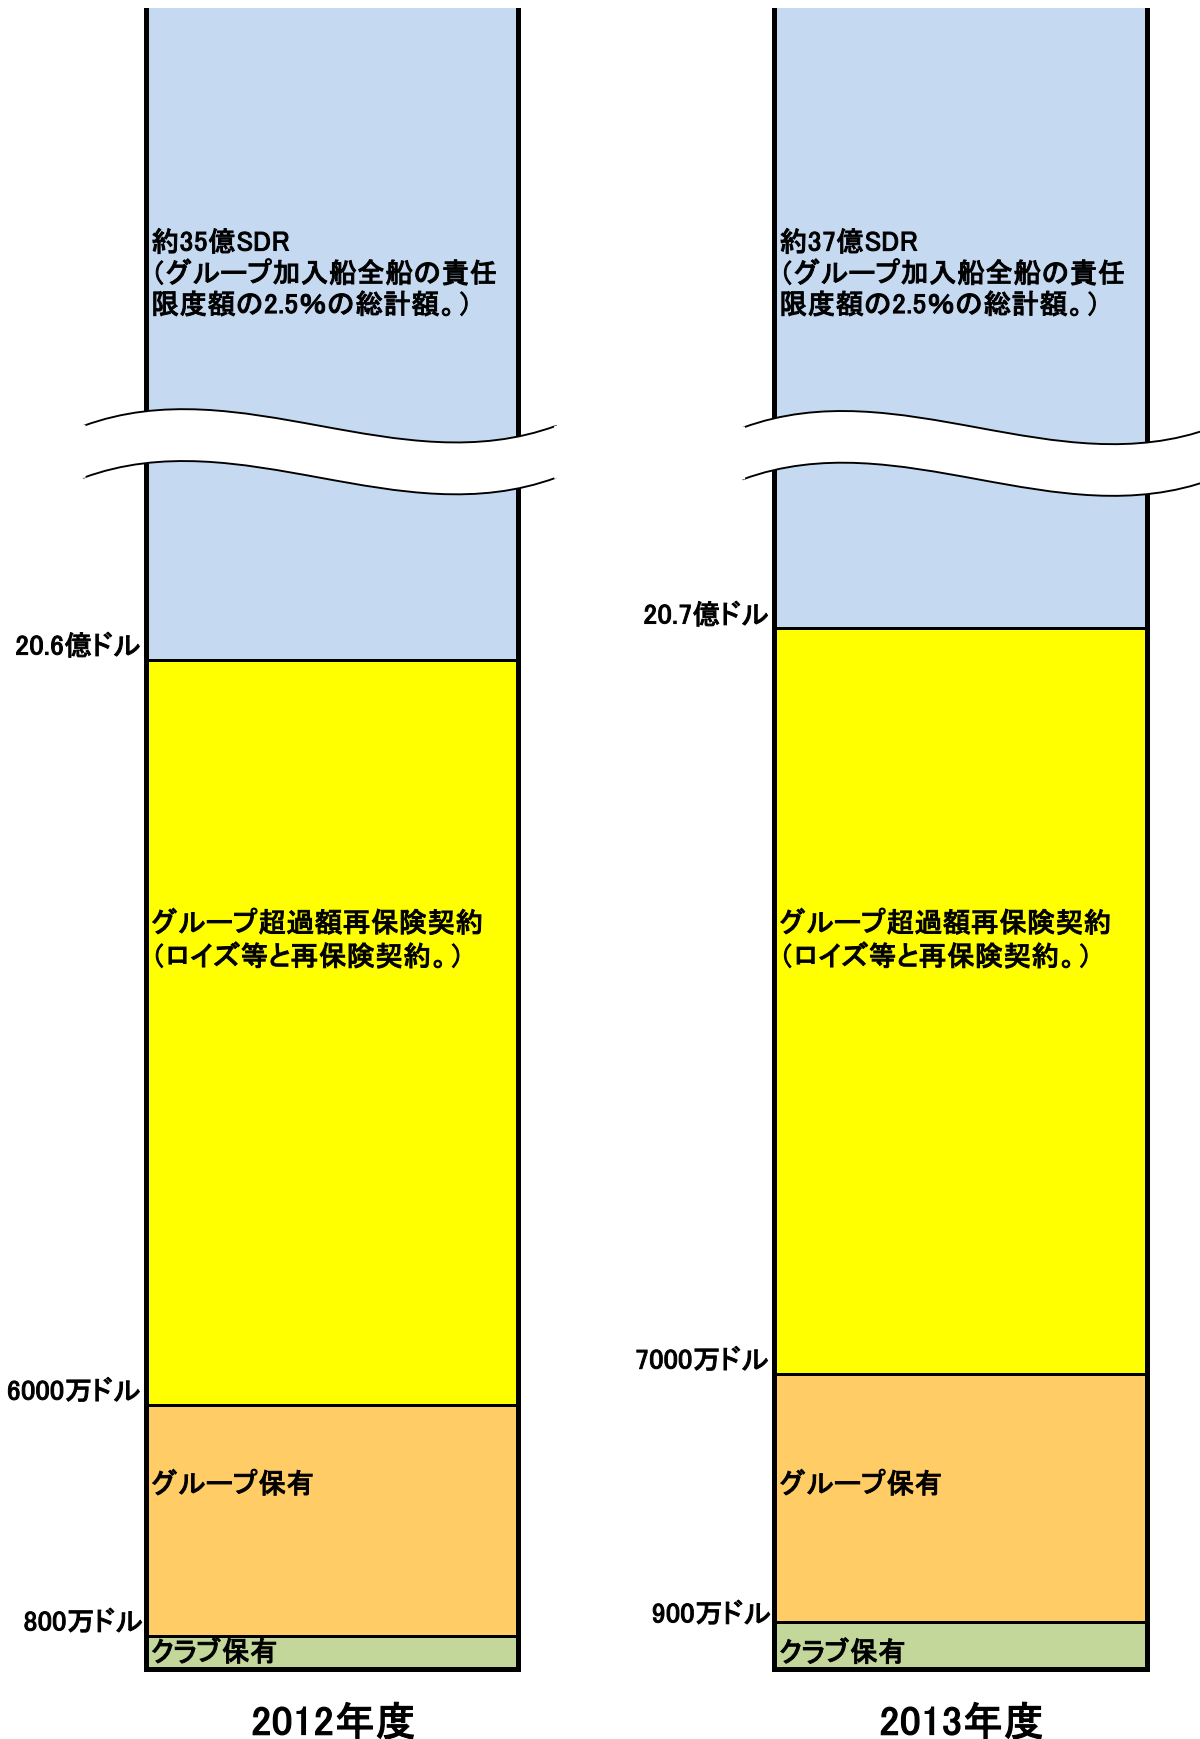 約35億SDR
（グループ加入船全船の責任
限度額の2.5％の総計額。）
20.6億ドル
グループ超過額再保険契約
（ロイズ等と再保険契約。）
6000万ドル
グループ保有
800万ドル
クラブ保有
2012年度
約37億SDR
（グループ加入船全船の責任
限度額の2.5％の総計額。）
20.7億ドル
グループ超過額再保険契約
（ロイズ等と再保険契約。）
7000万ドル
グループ保有
900万ドル
クラブ保有
2013年度